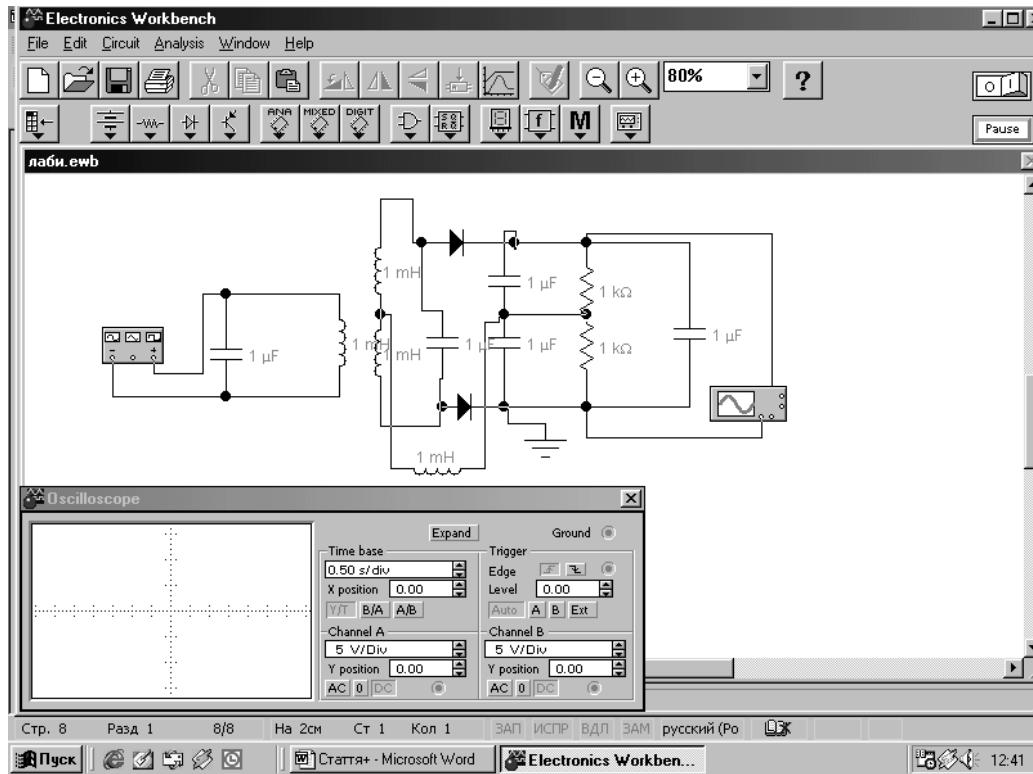 Electronics Workbench
File Edit Circuit Analysis Window Help
80% ?
ANA MIXED DIGIT M
Pause
лаби.ewb
1 mH
1 µF
1 kΩ
1 µF
1 mH
1 mH
1 µF
1 µF
1 kΩ
1 µF
1 mH
Oscilloscope
Expand Ground
Time base Trigger
0.50 s/div Edge
X position 0.00 Level 0.00
Y/T B/A A/B Auto A B Ext
Channel A Channel B
5 V/Div 5 V/Div
Y position 0.00 Y position 0.00
AC 0 DC AC 0 DC
Стр. 8 Разд 1 8/8 На 2см Ст 1 Кол 1 ЗАП ИСПР ВДЛ ЗАМ русский (Ро
Пуск Стаття+ - Microsoft Word Electronics Workben... 12:41